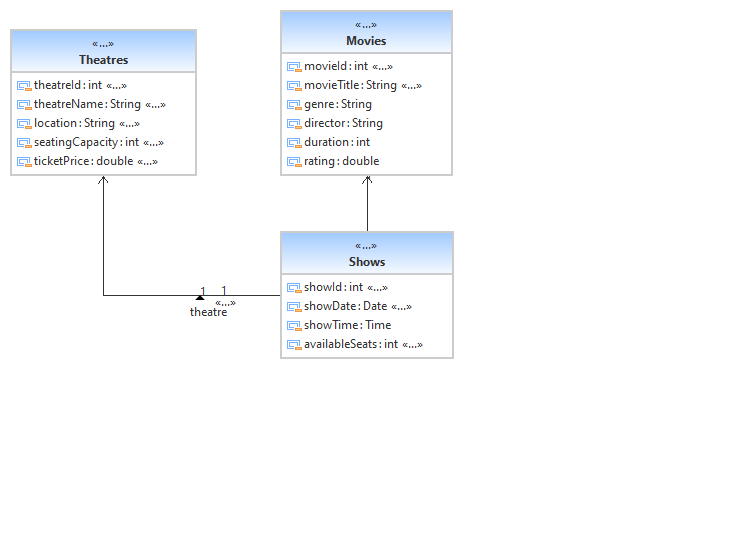 «...»
Theatres
theatreId : int «...»
theatreName : String «...»
location : String «...»
seatingCapacity : int «...»
ticketPrice : double «...»
«...»
Movies
movieId : int «...»
movieTitle : String «...»
genre : String
director : String
duration : int
rating : double
«...»
Shows
showId : int «...»
showDate : Date «...»
showTime : Time
availableSeats : int «...»
1 1
«...»
theatre